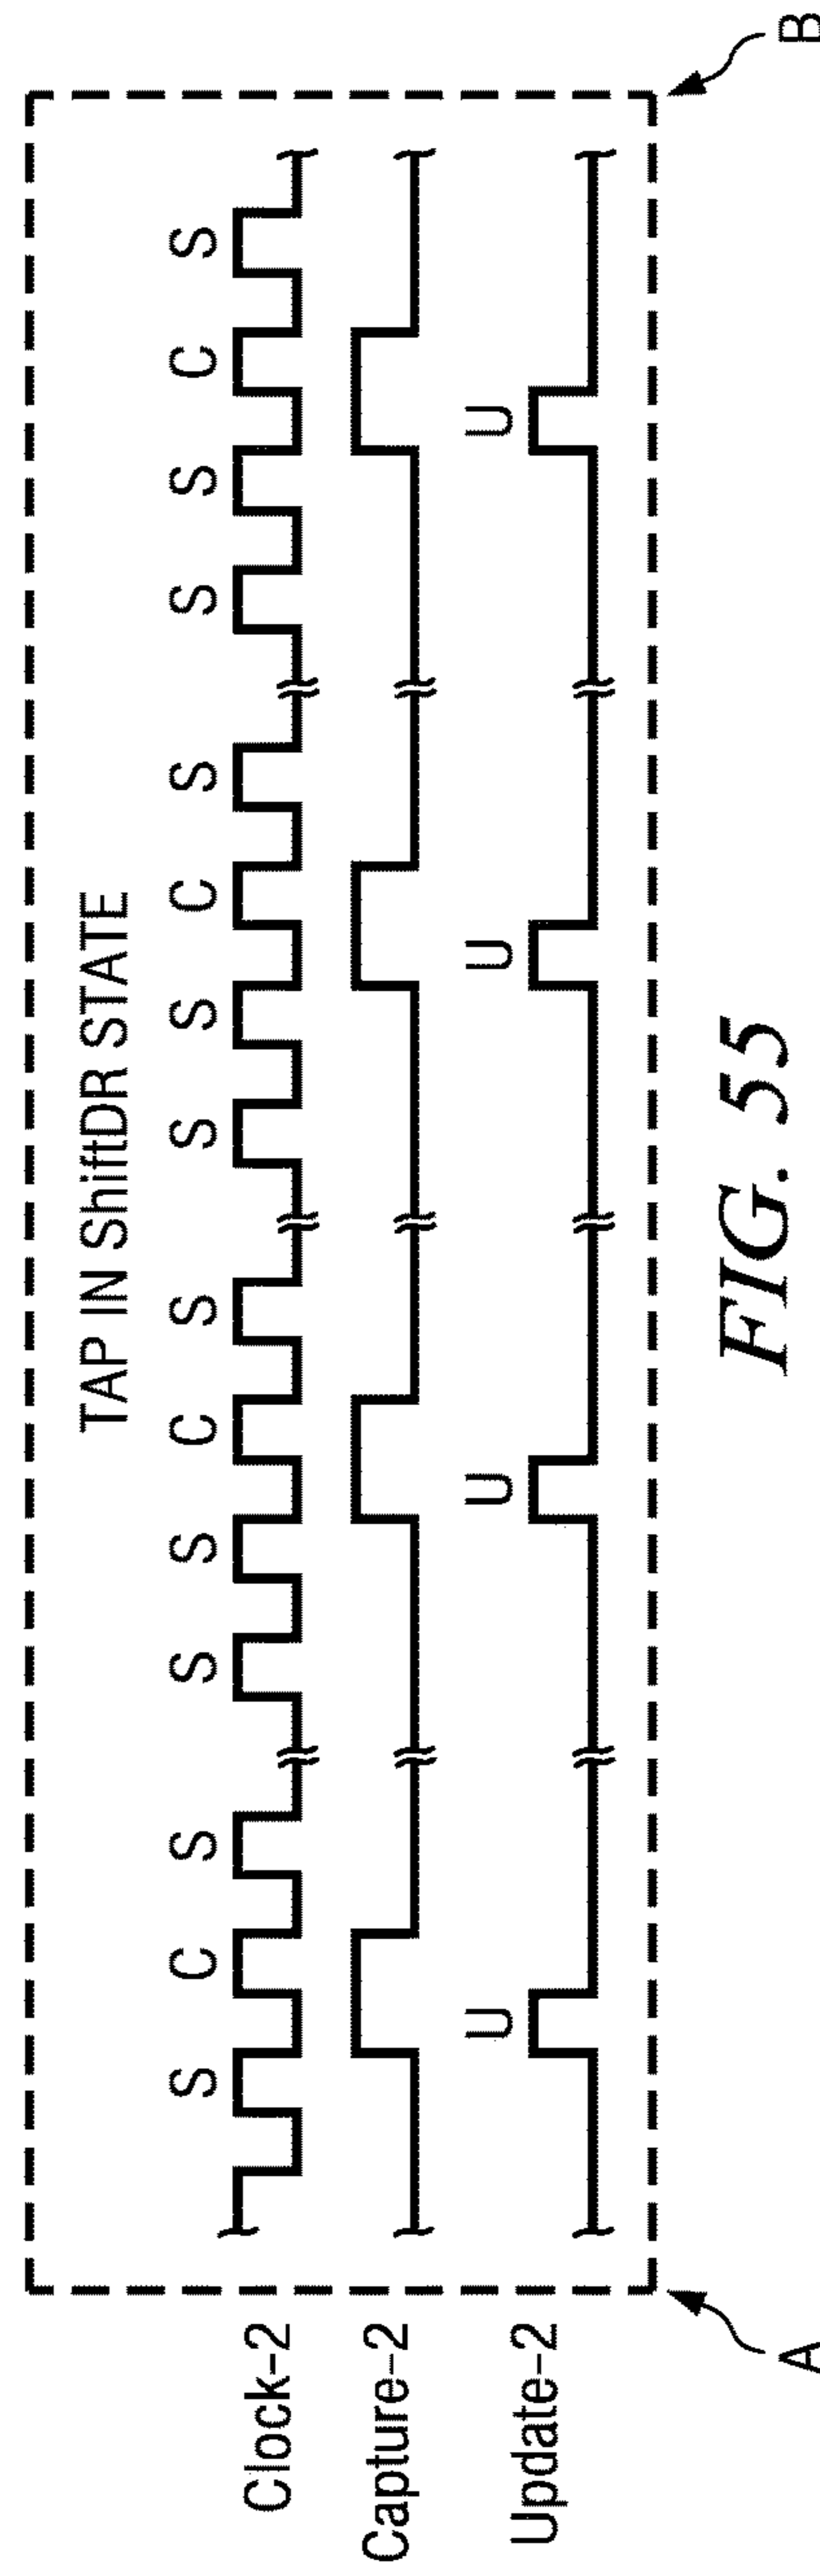 TAP IN ShiftDR STATE
S C S S S C S S S C S S S C S
Clock-2
Capture-2
U U U U
Update-2
A B
FIG. 55